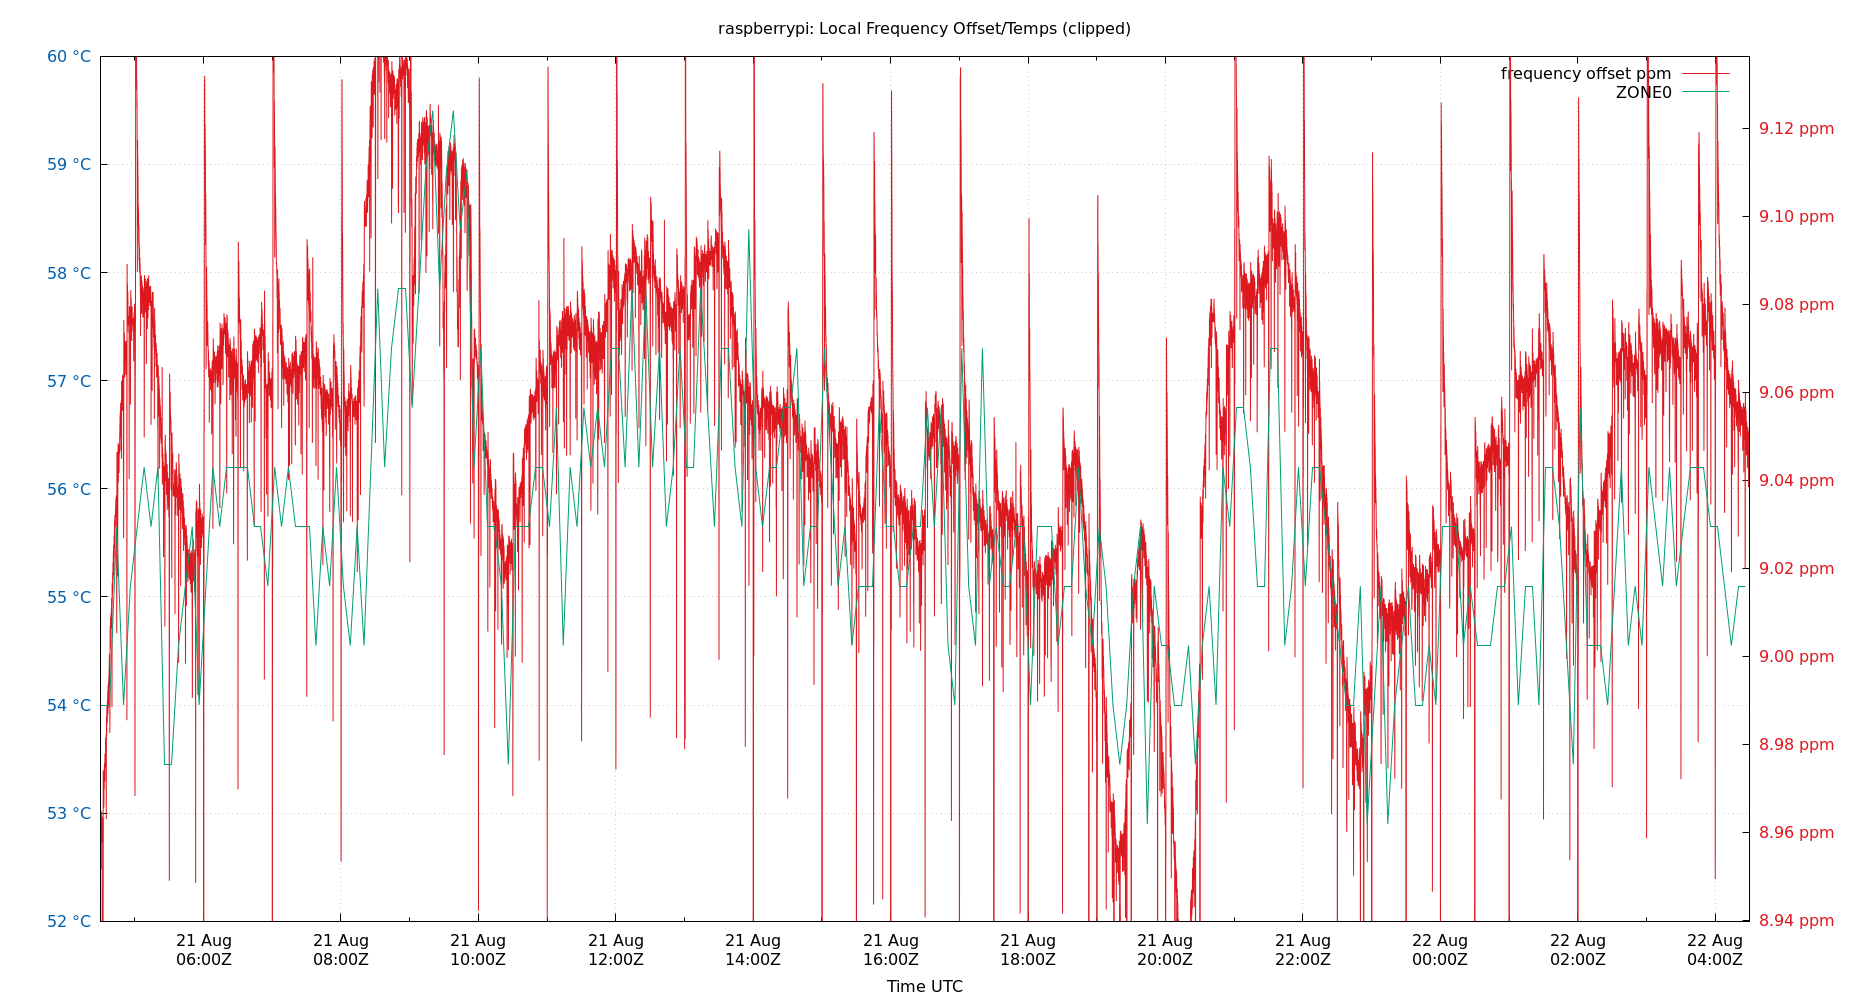 raspberrypi: Local Frequency Offset/Temps (clipped)
60 °C
59 °C
58 °C
57 °C
56 °C
55 °C
54 °C
53 °C
52 °C
frequency offset ppm
ZONE0
9.12 ppm
9.10 ppm
9.08 ppm
9.06 ppm
9.04 ppm
9.02 ppm
9.00 ppm
8.98 ppm
8.96 ppm
8.94 ppm
21 Aug
06:00Z
21 Aug
08:00Z
21 Aug
10:00Z
21 Aug
12:00Z
21 Aug
14:00Z
21 Aug
16:00Z
21 Aug
18:00Z
21 Aug
20:00Z
21 Aug
22:00Z
22 Aug
00:00Z
22 Aug
02:00Z
22 Aug
04:00Z
Time UTC